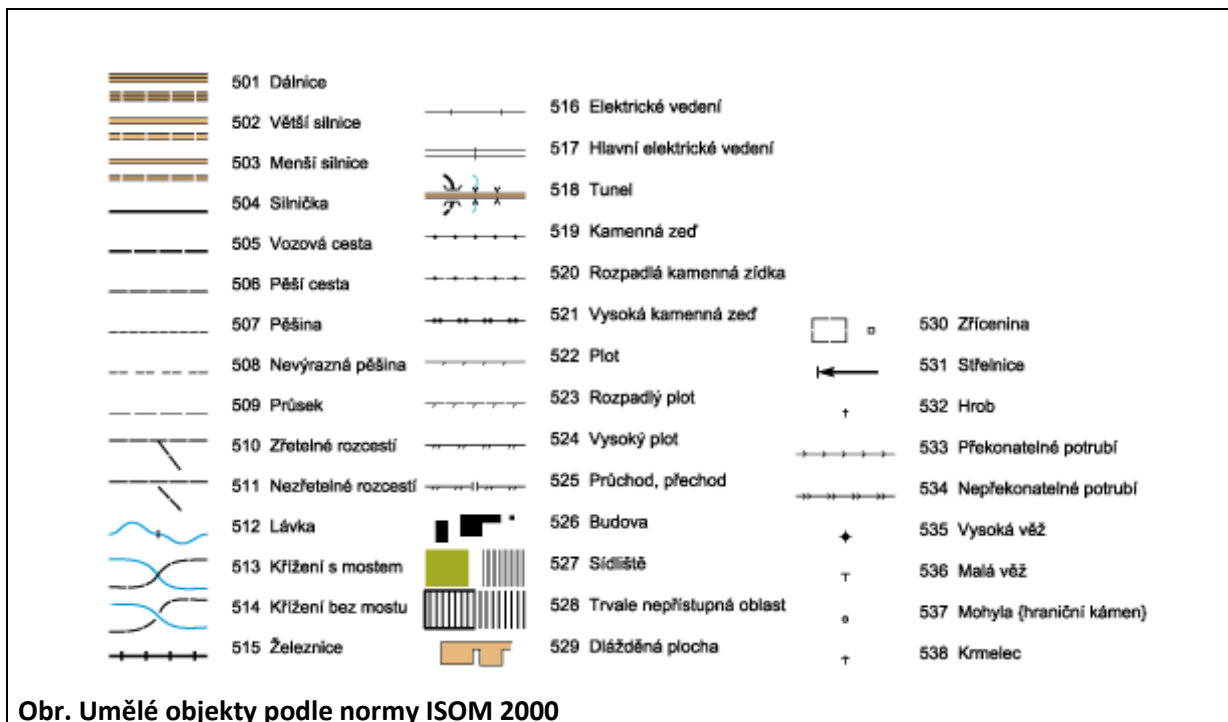 501 Dálnice
502 Větší silnice
503 Menší silnice
504 Silnička
505 Vozová cesta
506 Pěší cesta
507 Pěšina
508 Nevýrazná pěšina
509 Průsek
510 Zřetelné rozcestí
511 Nezřetelné rozcestí
512 Lávka
513 Křížení s mostem
514 Křížení bez mostu
515 Železnice
516 Elektrické vedení
517 Hlavní elektrické vedení
518 Tunel
519 Kamenná zeď
520 Rozpadlá kamenná zídka
521 Vysoká kamenná zeď
522 Plot
523 Rozpadlý plot
524 Vysoký plot
525 Průchod, přechod
526 Budova
527 Sídliště
528 Trvale nepřístupná oblast
529 Dlážděná plocha
530 Zřícenina
531 Střelnice
532 Hrob
533 Překonatelné potrubí
534 Nepřekonatelné potrubí
535 Vysoká věž
536 Malá věž
537 Mohyla {hraniční kámen}
538 Krmelec
Obr. Umělé objekty podle normy ISOM 2000